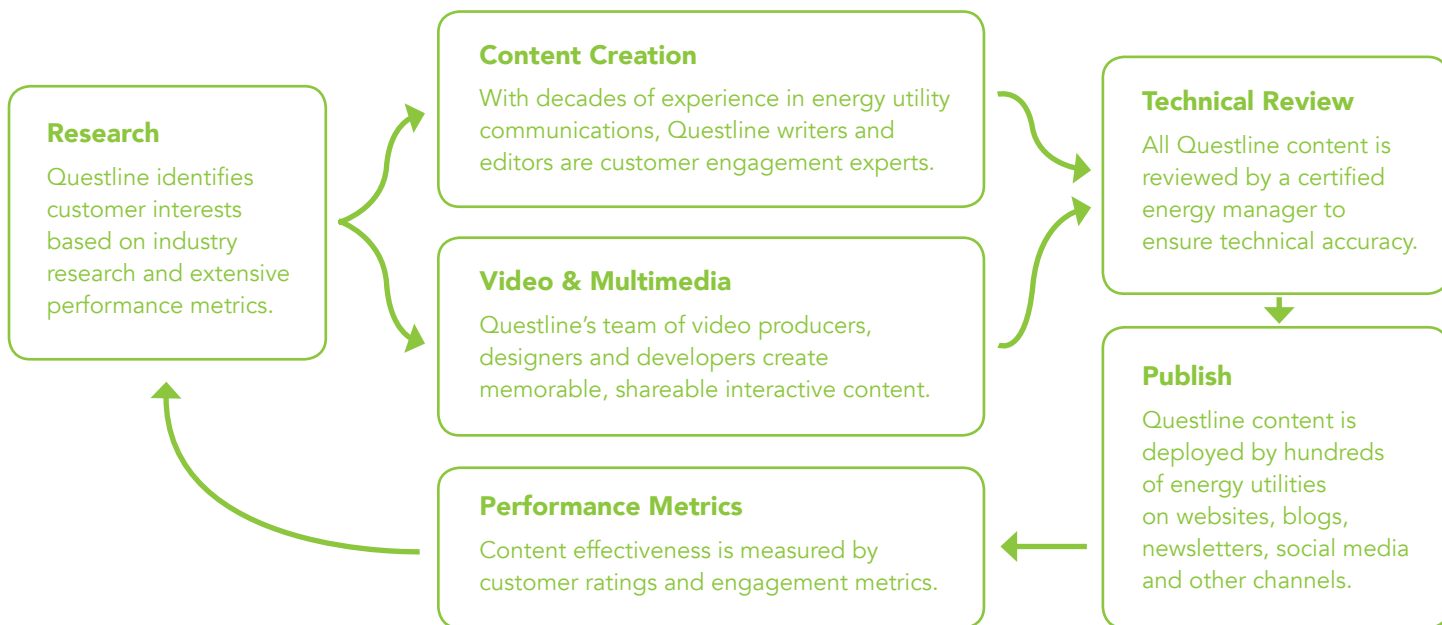 Research
Questline identifies
customer interests
based on industry
research and extensive
performance metrics.
Content Creation
With decades of experience in energy utility
communications, Questline writers and
editors are customer engagement experts.
Video & Multimedia
Questline’s team of video producers,
designers and developers create
memorable, shareable interactive content.
Technical Review
All Questline content is
reviewed by a certified
energy manager to
ensure technical accuracy.
Publish
Questline content is
deployed by hundreds
of energy utilities
on websites, blogs,
newsletters, social media
and other channels.
Performance Metrics
Content effectiveness is measured by
customer ratings and engagement metrics.